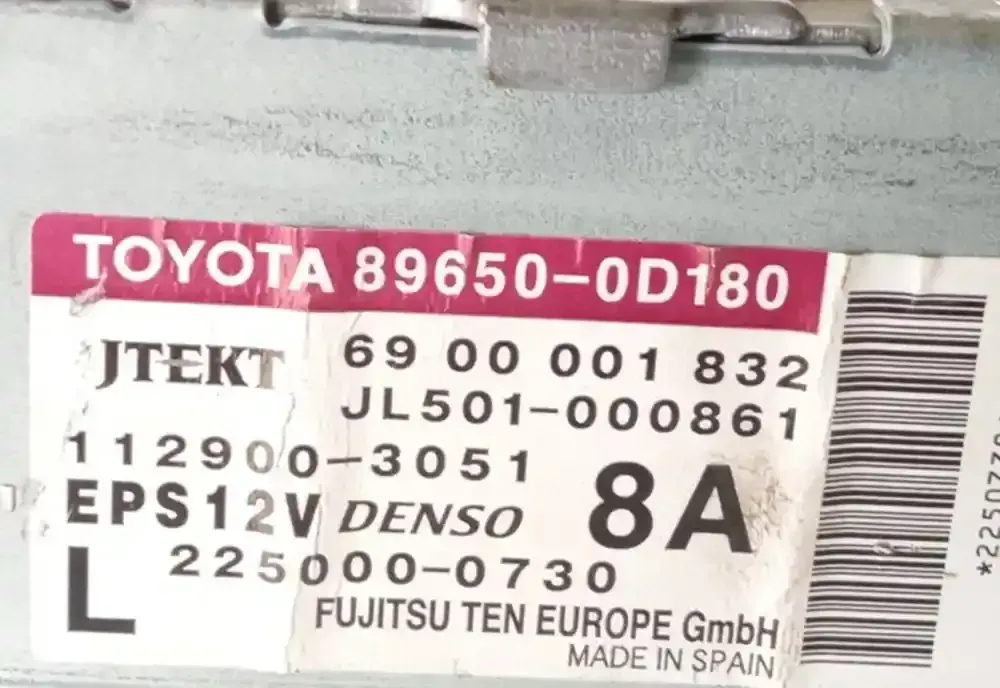 TOYOTA 89650-0D180
JTEKT 69 00 001 832
JL501-000861
112900-3051
EPS12V DENSO 8A
L 225000-0730
FUJITSU TEN EUROPE GmbH
MADE IN SPAIN